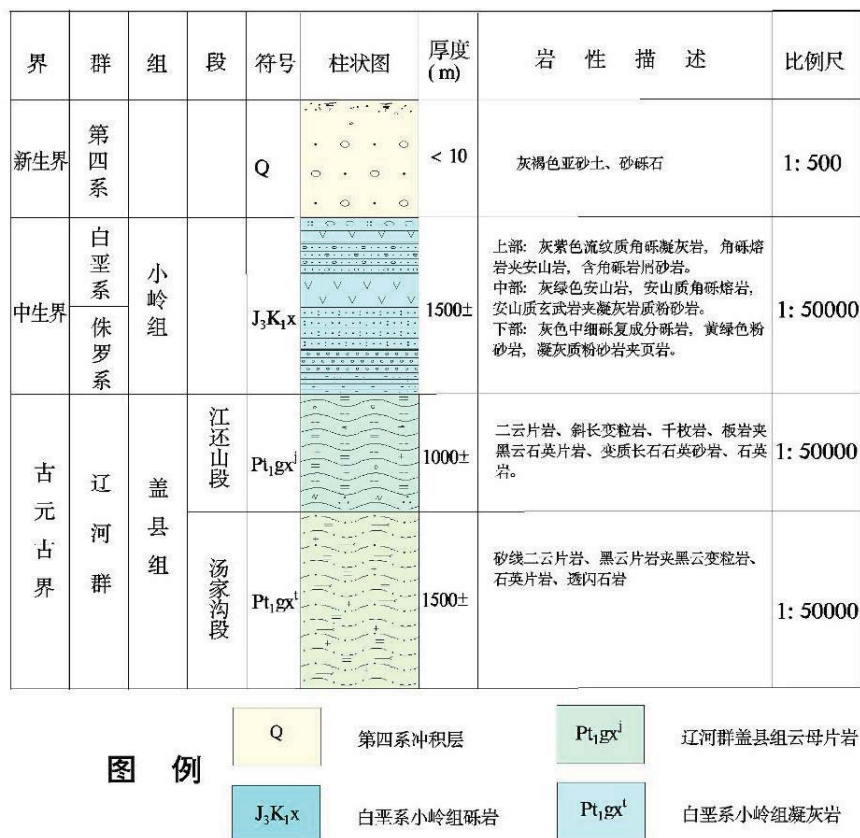 界 群 组 段 符号 柱状图 厚度(m) 岩性描述 比例尺
新生界 第四系 Q < 10 灰褐色亚砂土、砂砾石 1: 500
中生界 白垩系 侏罗系 小岭组 J₃K₁x 1500±
上部: 灰紫色流纹质角砾凝灰岩, 角砾熔
岩夹安山岩, 含角砾岩屑砂岩。
中部: 灰绿色安山岩, 安山质角砾熔岩,
安山质玄武岩夹凝灰岩质粉砂岩。
下部: 灰色中细砾复成分砾岩, 黄绿色粉
砂岩, 凝灰质粉砂岩夹页岩。
1: 50000
古元古界 辽河群 盖县组
江还山段 Pt₁gxʲ 1000±
二云片岩、斜长变粒岩、千枚岩、板岩夹
黑云石英片岩、变质长石石英砂岩、石英
岩。
1: 50000
汤家沟段 Pt₁gxᵗ 1500±
矽线二云片岩、黑云片岩夹黑云变粒岩、
石英片岩、透闪石岩
1: 50000
图 例
Q 第四系冲积层
Pt₁gxʲ 辽河群盖县组云母片岩
J₃K₁x 白垩系小岭组砾岩
Pt₁gxᵗ 白垩系小岭组凝灰岩